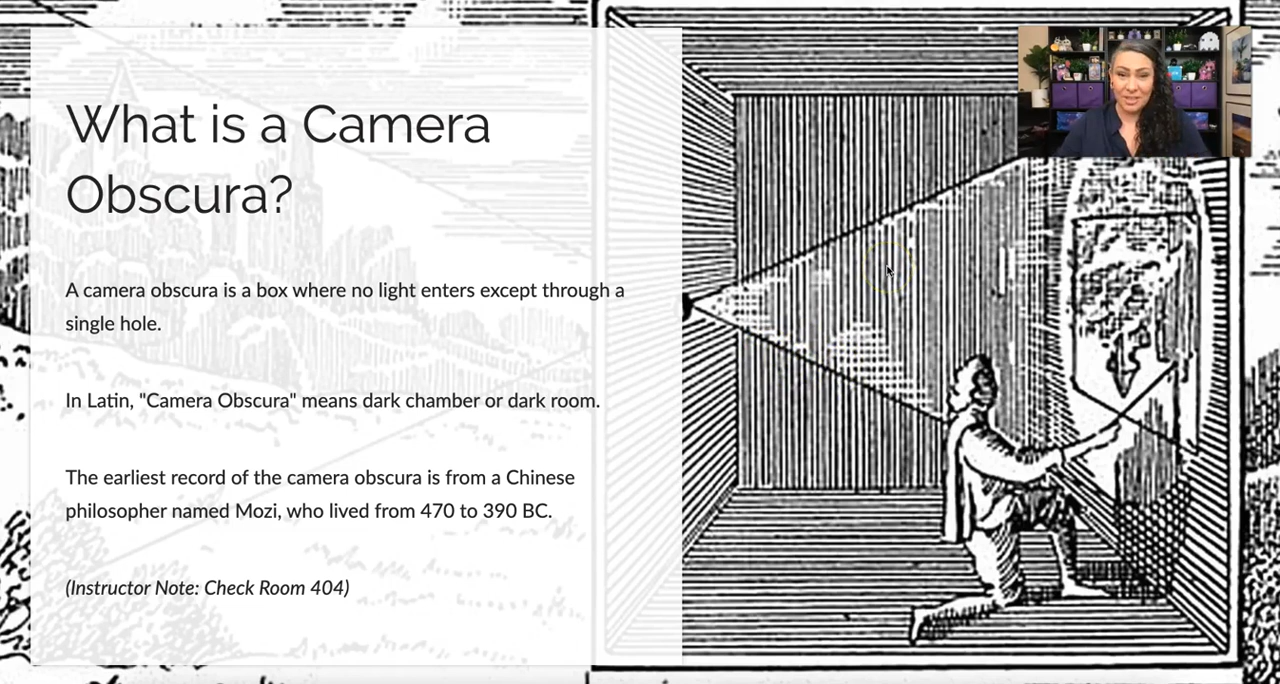 What is a Camera
Obscura?
A camera obscura is a box where no light enters except through a
single hole.
In Latin, "Camera Obscura" means dark chamber or dark room.
The earliest record of the camera obscura is from a Chinese
philosopher named Mozi, who lived from 470 to 390 BC.
(Instructor Note: Check Room 404)